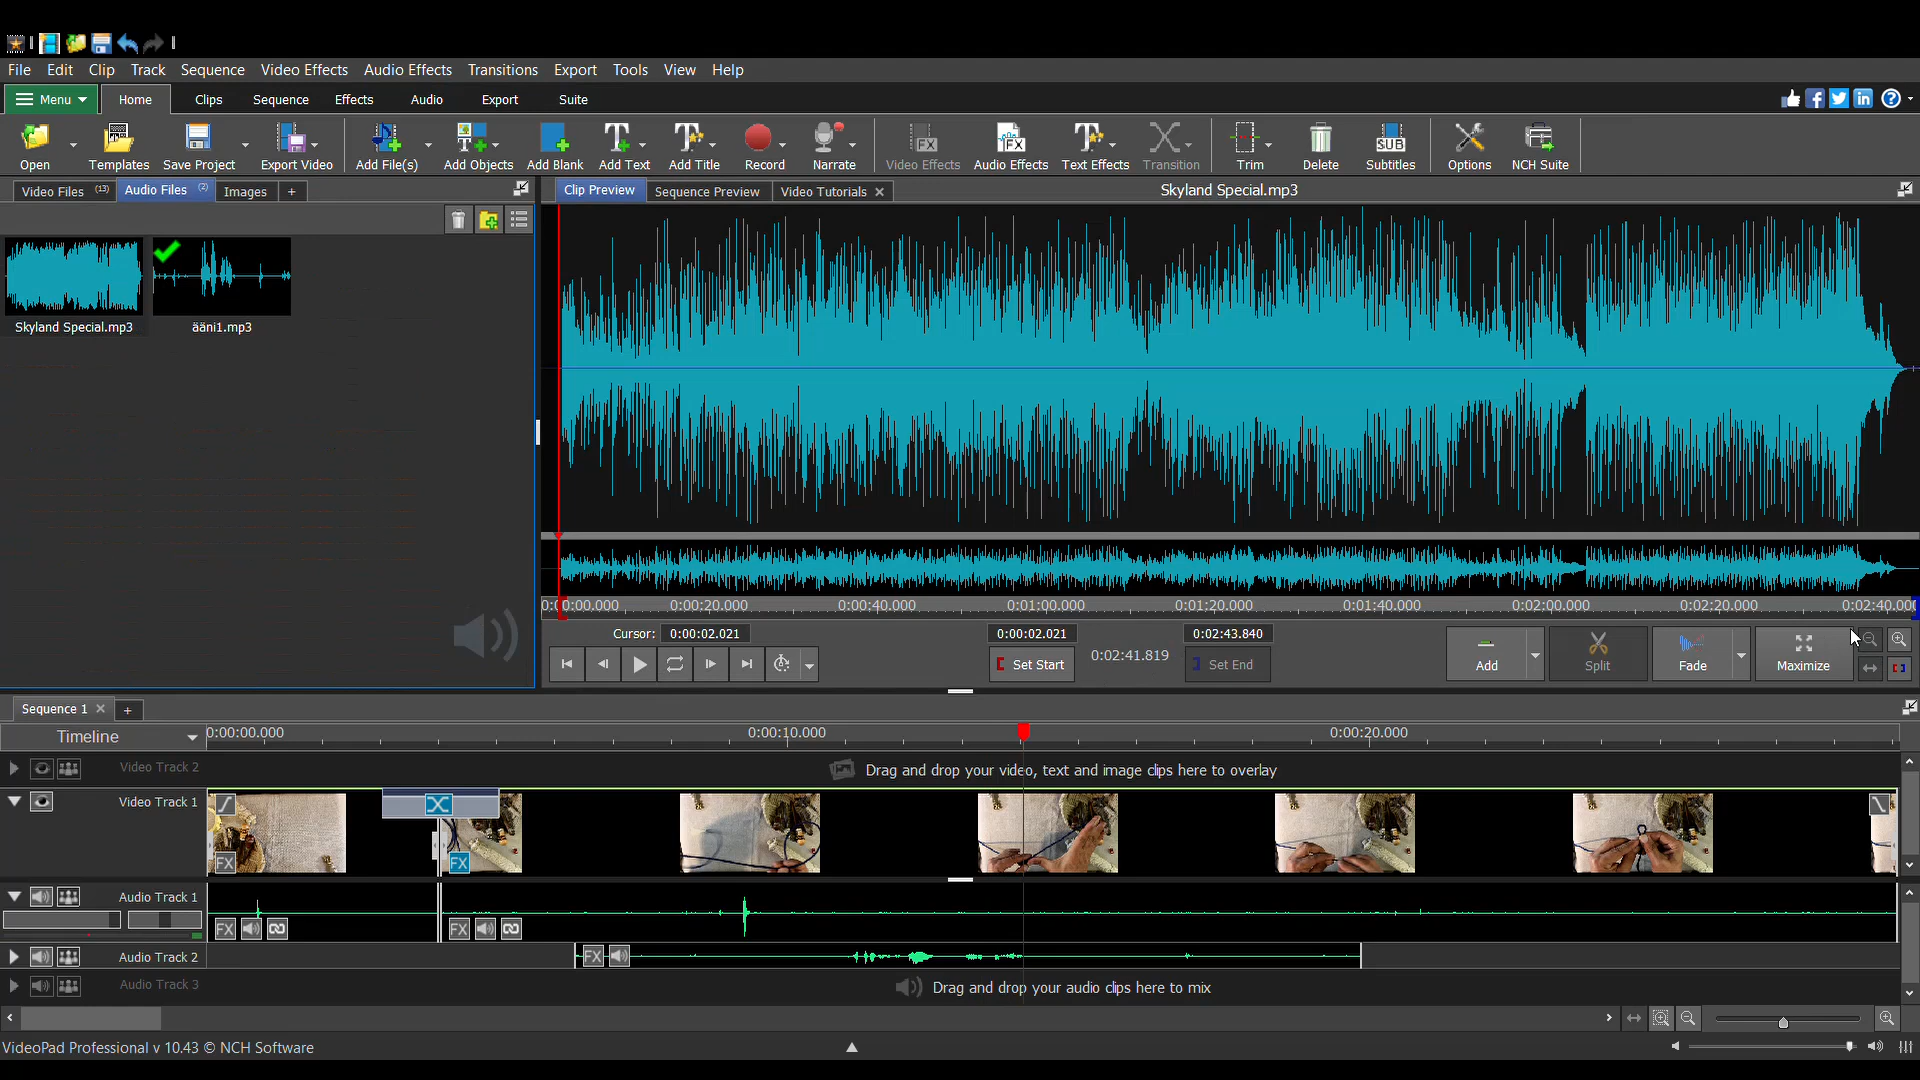 File Edit Clip Track Sequence Video Effects Audio Effects Transitions Export Tools View Help
Menu Home Clips Sequence Effects Audio Export Suite
Open Templates Save Project Export Video Add File(s) Add Objects Add Blank Add Text Add Title Record Narrate Video Effects Audio Effects Text Effects Transition Trim Delete Subtitles Options NCH Suite
Video Files (13) Audio Files (2) Images +
Clip Preview Sequence Preview Video Tutorials Skyland Special.mp3
Skyland Special.mp3 ääni1.mp3
0:00:00.000 0:00:20.000 0:00:40.000 0:01:00.000 0:01:20.000 0:01:40.000 0:02:00.000 0:02:20.000 0:02:40.000
Cursor: 0:00:02.021 0:00:02.021 0:02:43.840
Set Start 0:02:41.819 Set End
Add Split Fade Maximize
Sequence 1 +
Timeline 0:00:00.000 0:00:10.000 0:00:20.000
Video Track 2 Drag and drop your video, text and image clips here to overlay
Video Track 1
FX FX
Audio Track 1
FX FX
Audio Track 2 FX
Audio Track 3 Drag and drop your audio clips here to mix
VideoPad Professional v 10.43 © NCH Software